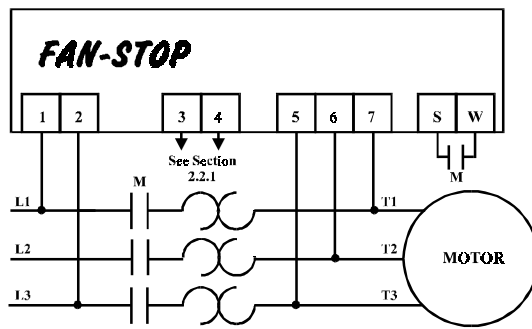 FAN-STOP
1 2 3 4 5 6 7 S W
See Section
2.2.1
M
M
L1 T1
L2 T2
MOTOR
L3 T3